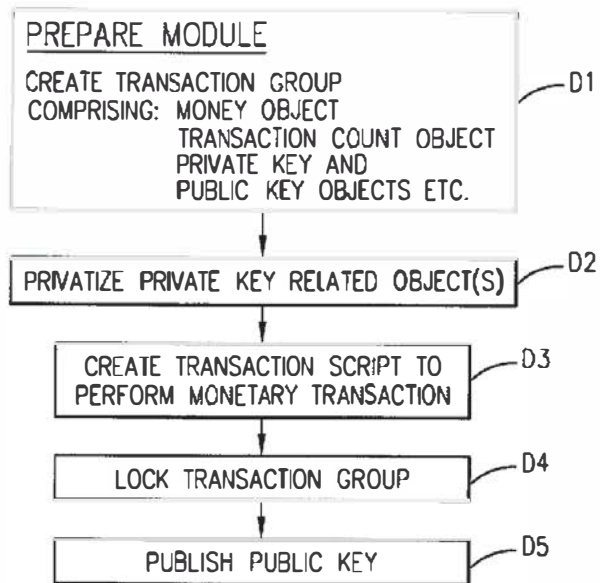 PREPARE MODULE
CREATE TRANSACTION GROUP
COMPRISING: MONEY OBJECT
TRANSACTION COUNT OBJECT
PRIVATE KEY AND
PUBLIC KEY OBJECTS ETC.
D1
PRIVATIZE PRIVATE KEY RELATED OBJECT(S)
D2
CREATE TRANSACTION SCRIPT TO
PERFORM MONETARY TRANSACTION
D3
LOCK TRANSACTION GROUP
D4
PUBLISH PUBLIC KEY
D5